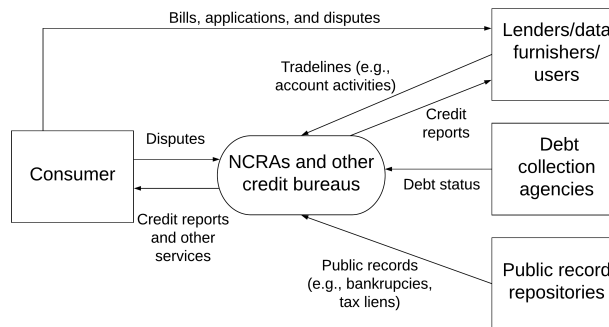 Bills, applications, and disputes
Lenders/data
furnishers/
users
Tradelines (e.g.,
account activities)
Credit
reports
Disputes
Consumer
NCRAs and other
credit bureaus
Debt
collection
agencies
Debt status
Credit reports
and other
services
Public records
(e.g., bankrupcies,
tax liens)
Public record
repositories